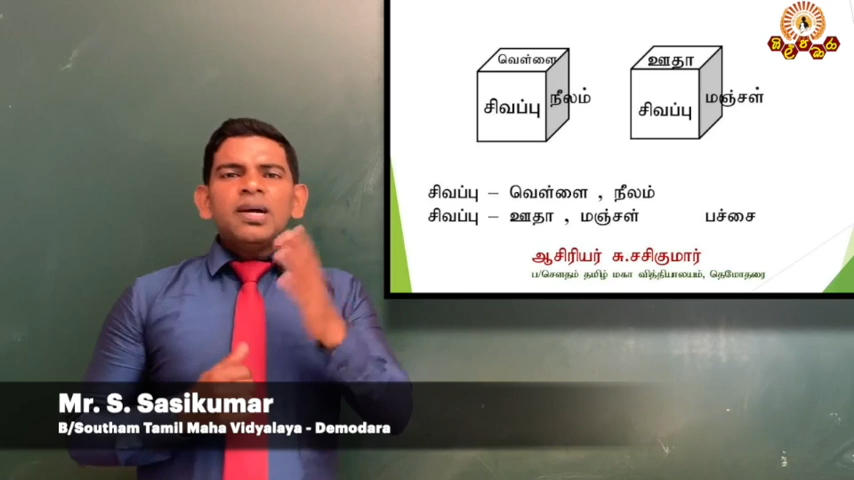 வெள்ளை
சிவப்பு
நீலம்
ஊதா
சிவப்பு
மஞ்சள்
சிவப்பு – வெள்ளை , நீலம்
சிவப்பு – ஊதா , மஞ்சள் பச்சை
ஆசிரியர் சு.சசிகுமார்
ப/சௌதம் தமிழ் மகா வித்தியாலயம், தெமோதரை
Mr. S. Sasikumar
B/Southam Tamil Maha Vidyalaya - Demodara